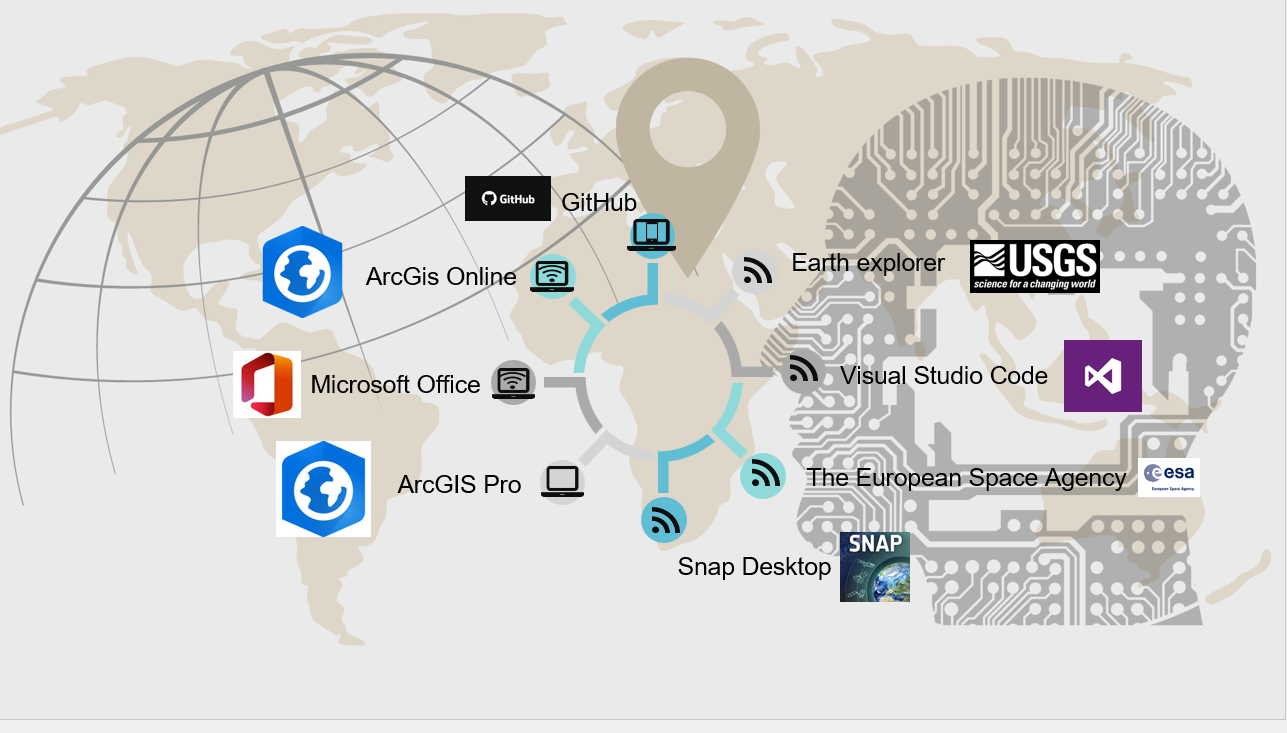 GitHub
GitHub
ArcGis Online
Earth explorer
USGS
science for a changing world
Microsoft Office
Visual Studio Code
ArcGIS Pro
The European Space Agency
esa
European Space Agency
Snap Desktop
SNAP